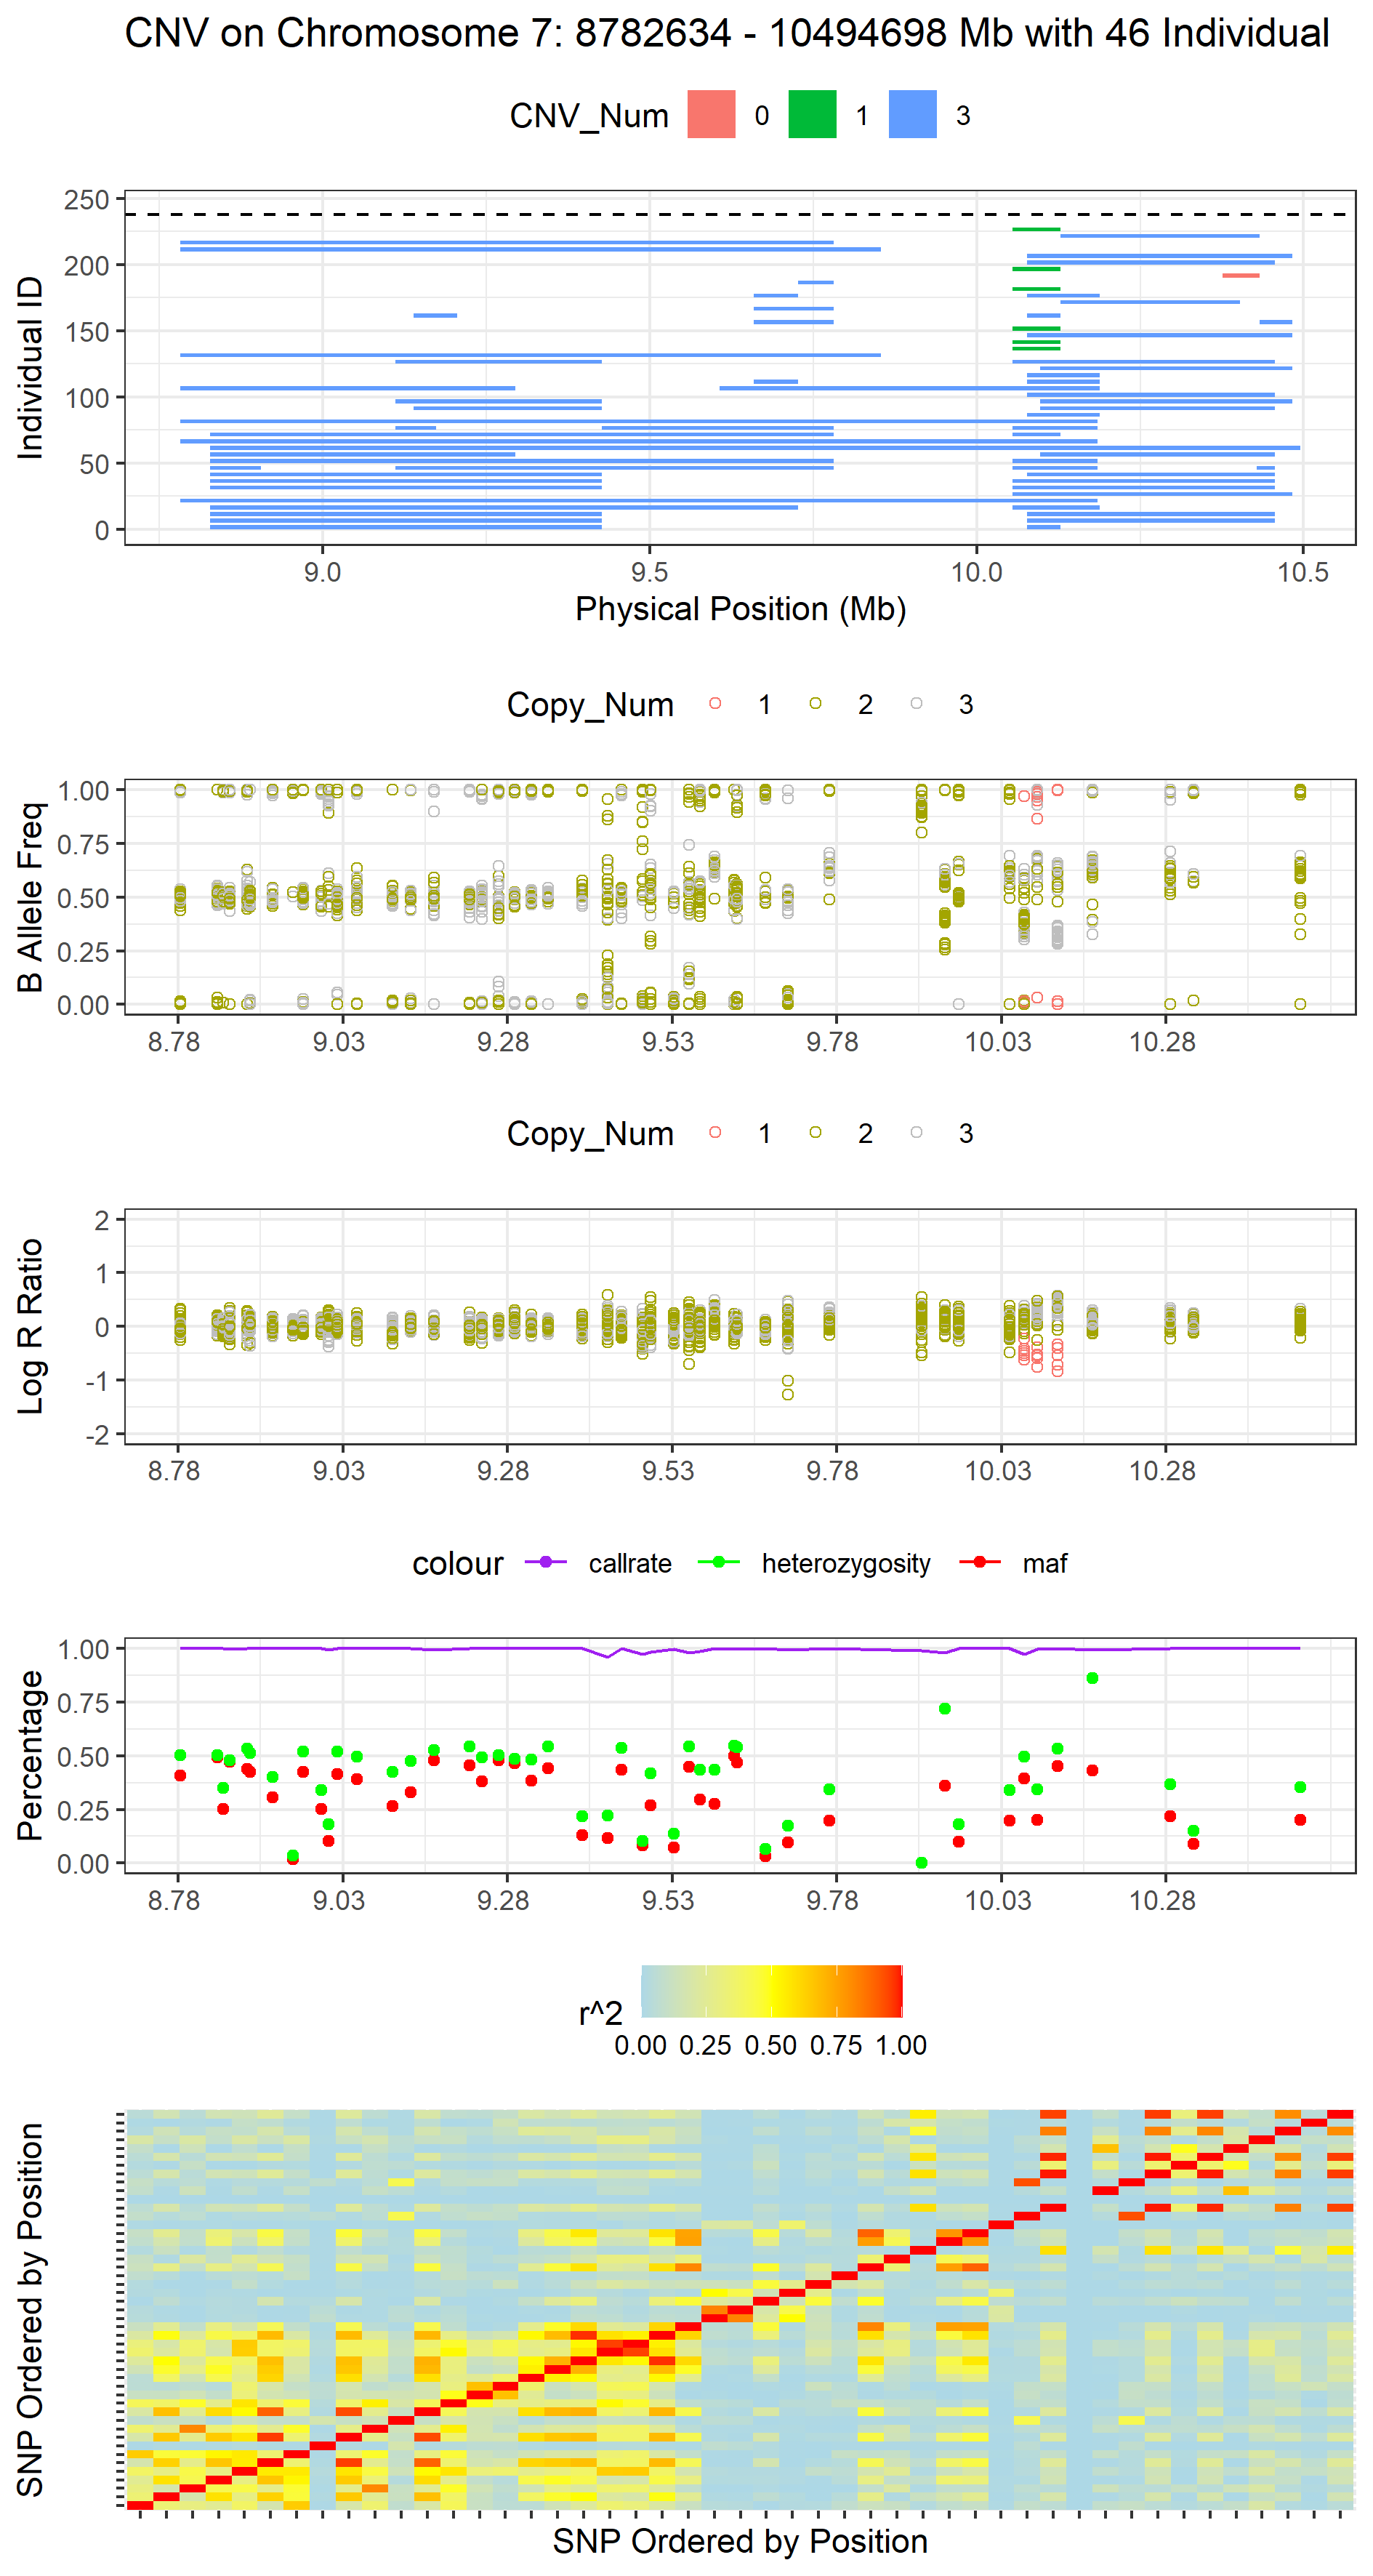 CNV on Chromosome 7: 8782634 - 10494698 Mb with 46 Individual
CNV_Num 0 1 3
250
200
150
100
50
0
Individual ID
9.0 9.5 10.0 10.5
Physical Position (Mb)
Copy_Num 1 2 3
1.00
0.75
0.50
0.25
0.00
B Allele Freq
8.78 9.03 9.28 9.53 9.78 10.03 10.28
Copy_Num 1 2 3
2
1
0
-1
-2
Log R Ratio
8.78 9.03 9.28 9.53 9.78 10.03 10.28
colour callrate heterozygosity maf
1.00
0.75
0.50
0.25
0.00
Percentage
8.78 9.03 9.28 9.53 9.78 10.03 10.28
r^2
0.00 0.25 0.50 0.75 1.00
SNP Ordered by Position
SNP Ordered by Position